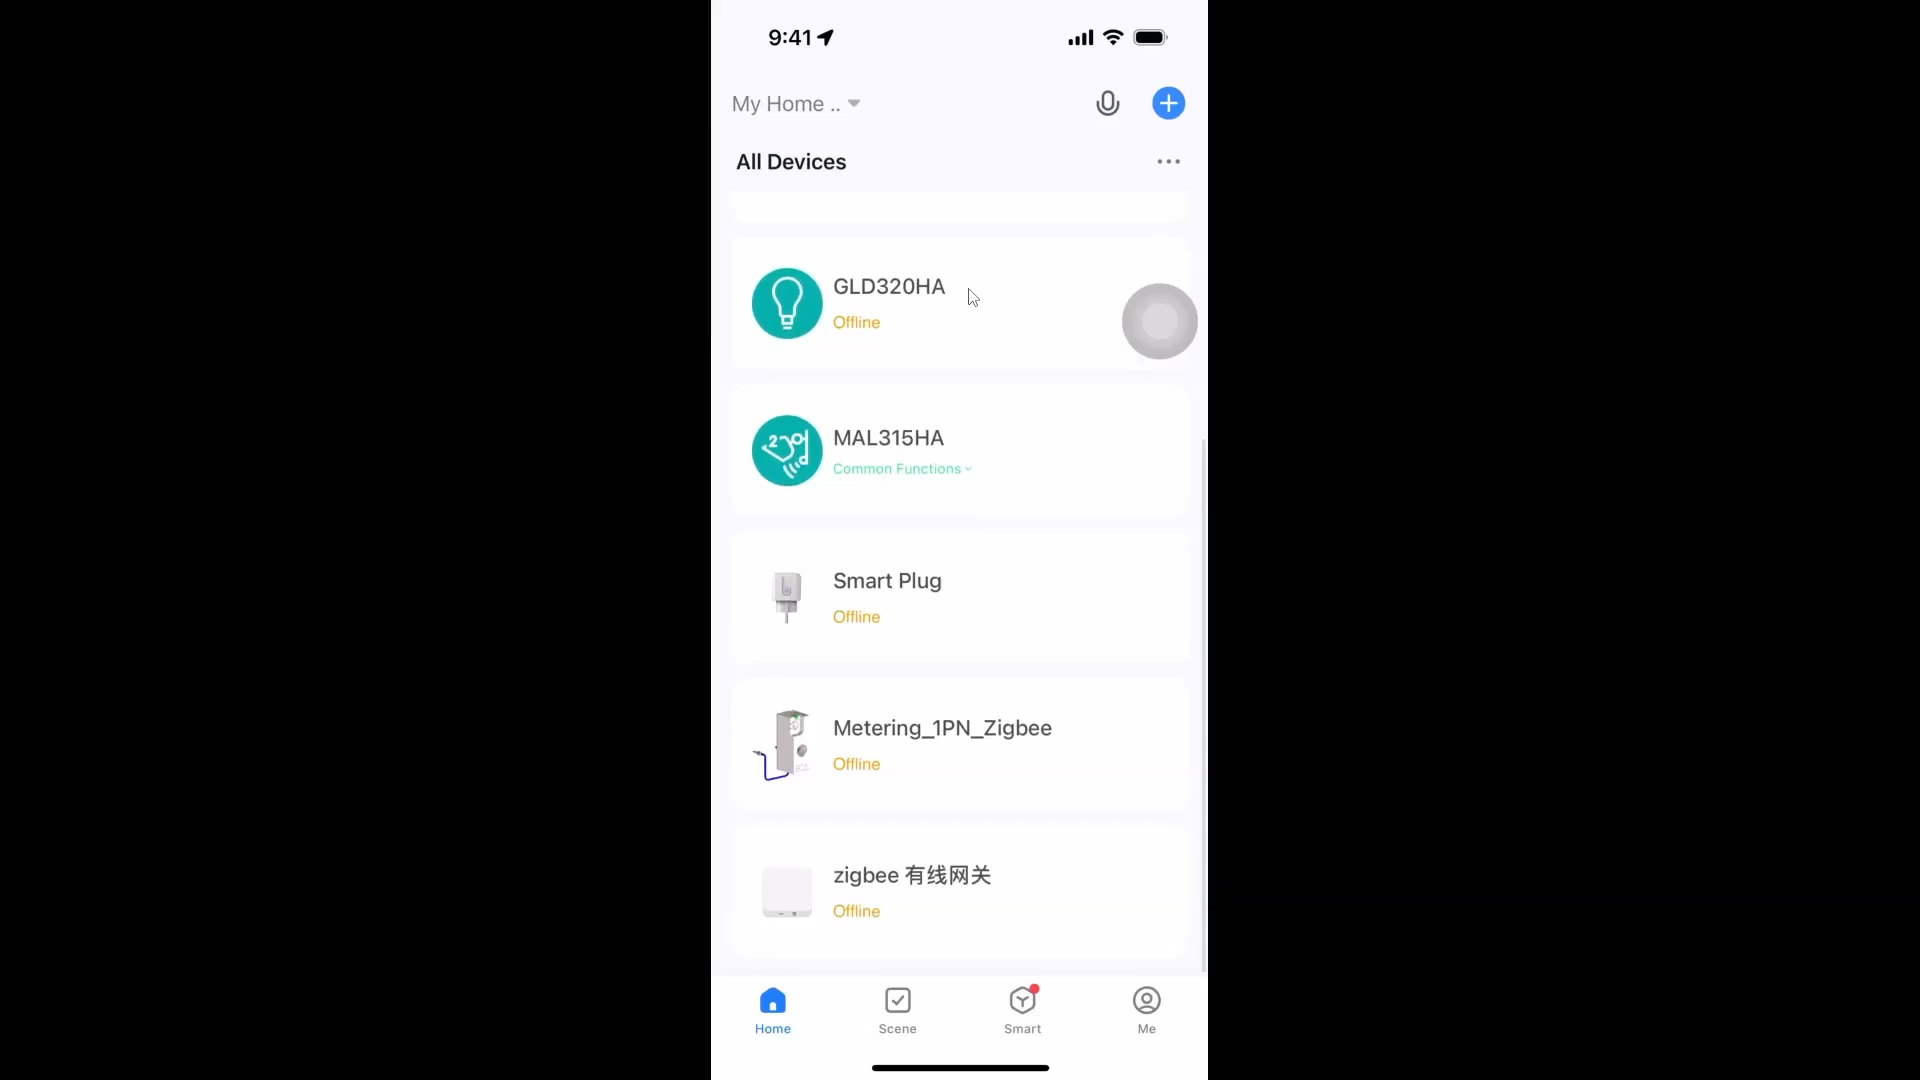 9:41
My Home ..
All Devices
GLD320HA
Offline
MAL315HA
Common Functions
Smart Plug
Offline
Metering_1PN_Zigbee
Offline
zigbee 有线网关
Offline
Home
Scene
Smart
Me